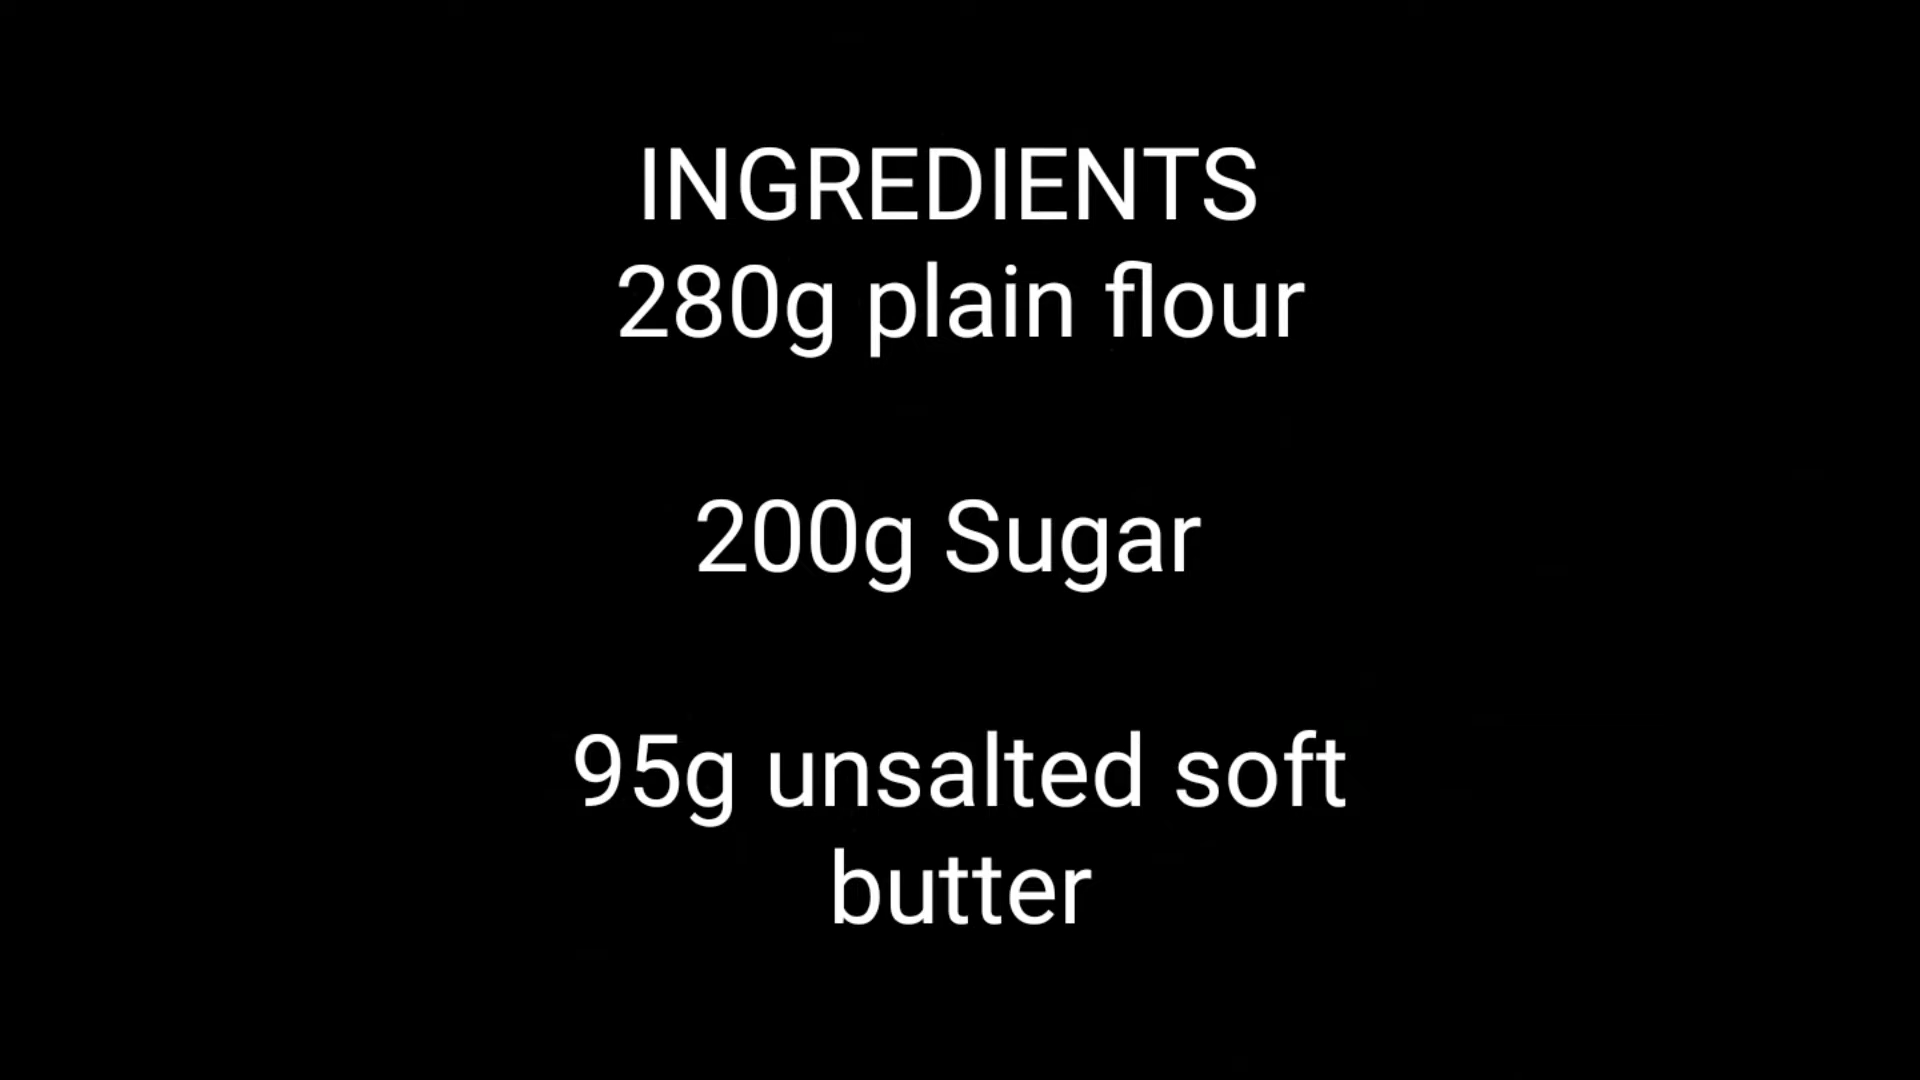 INGREDIENTS
280g plain flour
200g Sugar
95g unsalted soft
butter